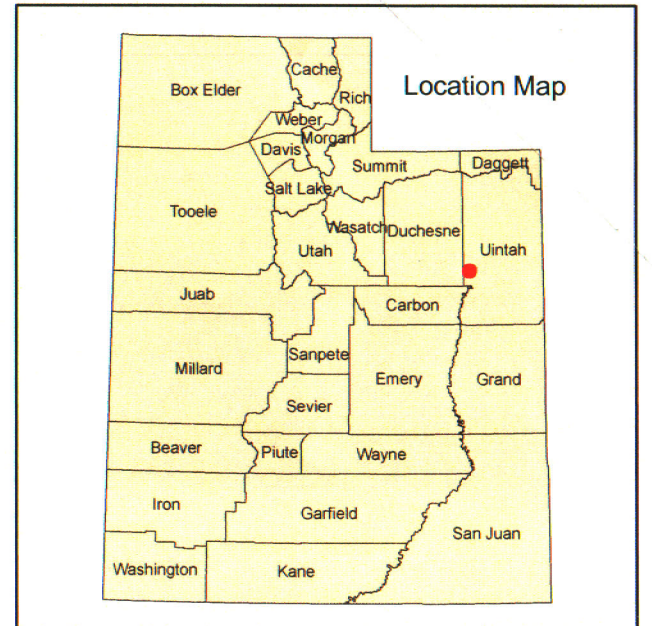 Location Map
Cache
Box Elder
Rich
Weber
Morgan
Davis
Summit
Daggett
Salt Lake
Tooele
Wasatch
Duchesne
Utah
Uintah
Juab
Carbon
Sanpete
Millard
Emery
Grand
Sevier
Beaver
Piute
Wayne
Iron
Garfield
San Juan
Washington
Kane